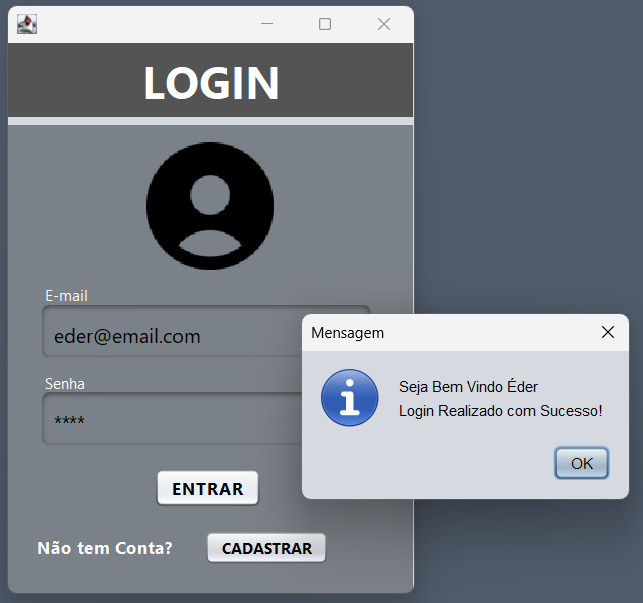 LOGIN
E-mail
eder@email.com
Senha
****
ENTRAR
Não tem Conta?
CADASTRAR
Mensagem
Seja Bem Vindo Éder
Login Realizado com Sucesso!
OK